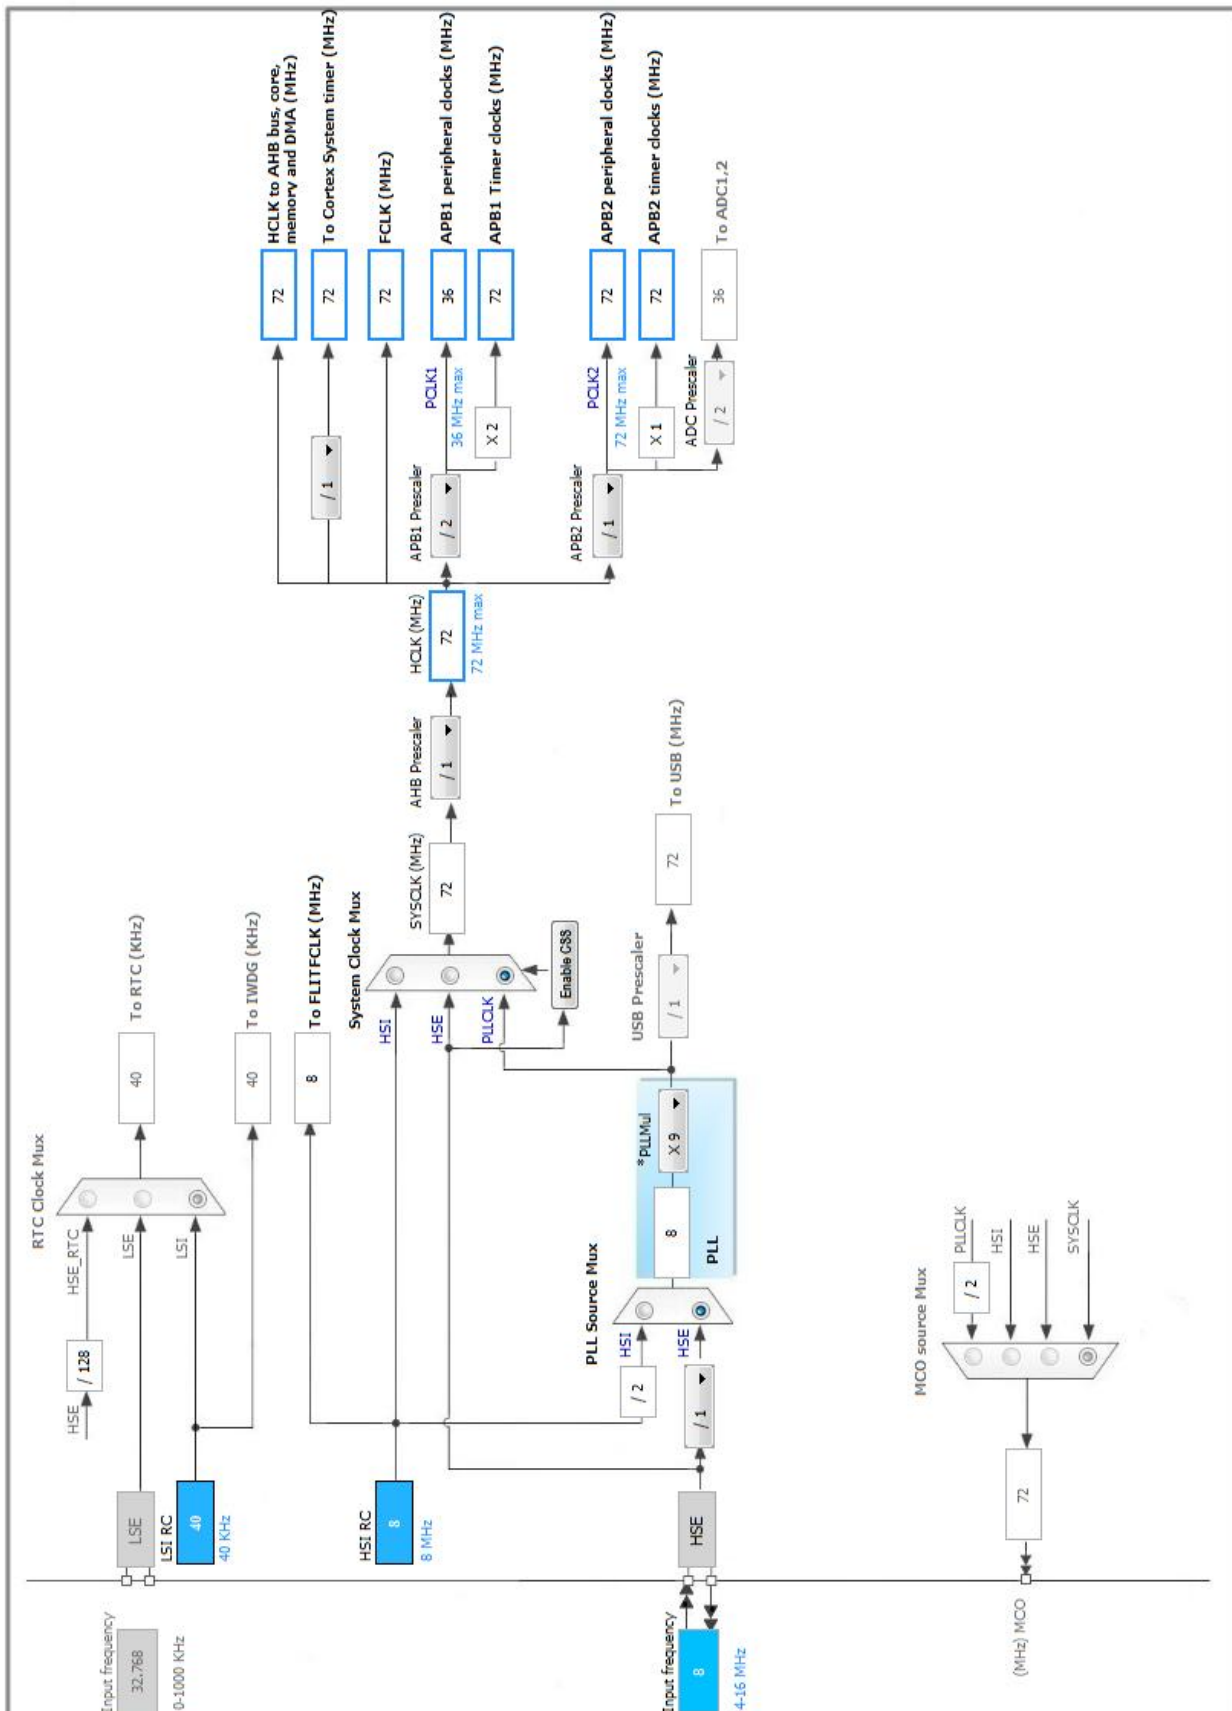 RTC Clock Mux
HSE
/ 128
HSE_RTC
LSE
LSI
40
To RTC (KHz)
40
To IWDG (KHz)
Input frequency
32.768
0-1000 KHz
LSE
LSI RC
40
40 KHz
HSI RC
8
8 MHz
8
To FLITFCLK (MHz)
System Clock Mux
HSI
HSE
PLLCLK
Enable CSS
SYSCLK (MHz)
72
AHB Prescaler
/ 1
HCLK (MHz)
72
72 MHz max
72
HCLK to AHB bus, core,
memory and DMA (MHz)
/ 1
72
To Cortex System timer (MHz)
72
FCLK (MHz)
APB1 Prescaler
/ 2
PCLK1
36 MHz max
36
APB1 peripheral clocks (MHz)
X 2
72
APB1 Timer clocks (MHz)
APB2 Prescaler
/ 1
PCLK2
72 MHz max
72
APB2 peripheral clocks (MHz)
X 1
72
APB2 timer clocks (MHz)
ADC Prescaler
/ 2
36
To ADC1,2
Input frequency
8
4-16 MHz
HSE
/ 1
/ 2
PLL Source Mux
HSI
HSE
8
PLL
*PLLMul
X 9
USB Prescaler
/ 1
72
To USB (MHz)
MCO source Mux
PLLCLK
/ 2
HSI
HSE
SYSCLK
72
(MHz) MCO